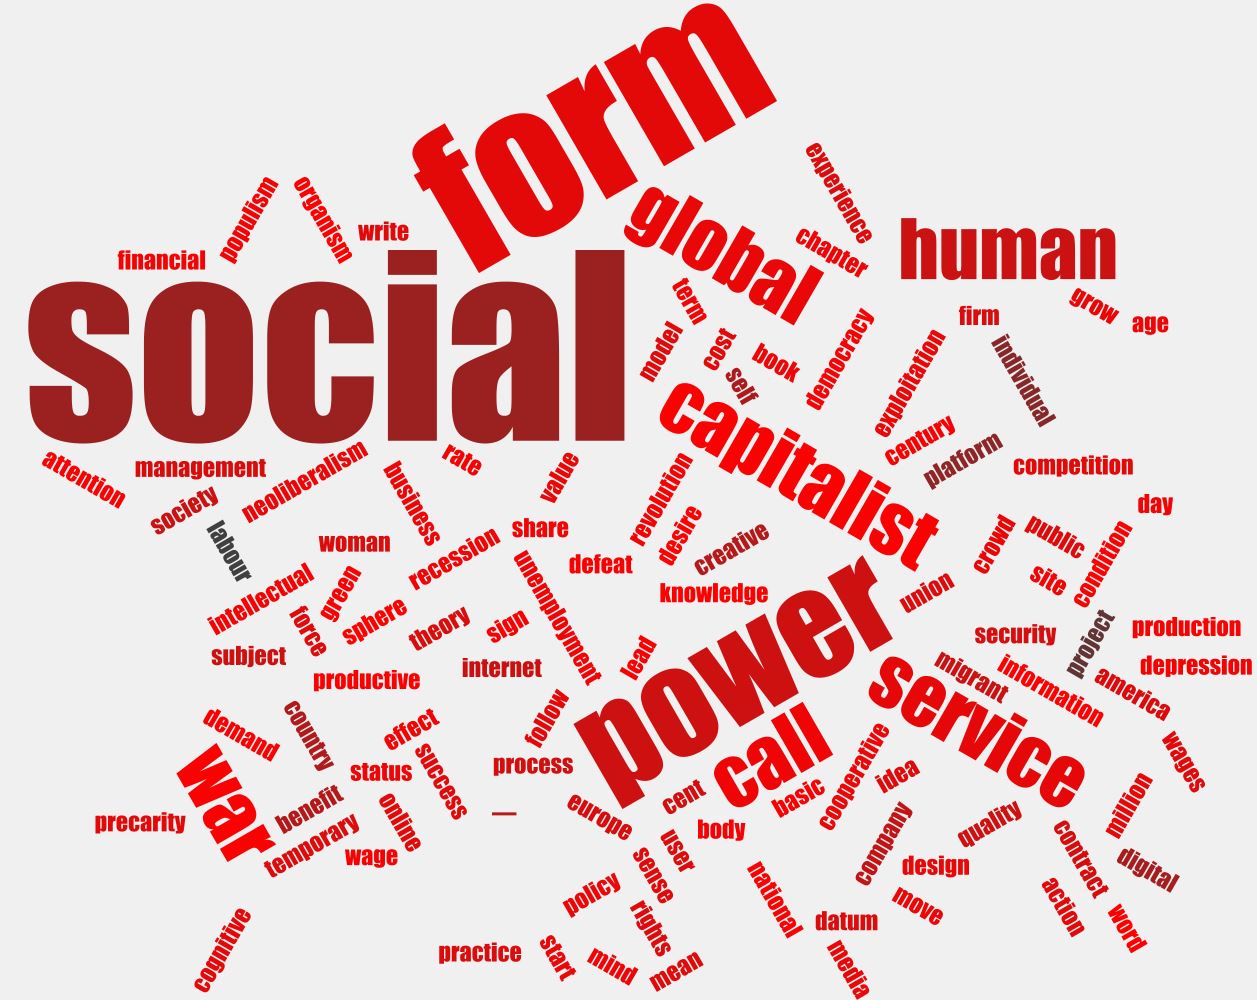 form
experience
populism
organism
write
global
chapter
human
financial
social
term
grow
firm
age
model
cost
book
democracy
self
exploitation
individual
capitalist
century
platform
attention
management
neoliberalism
rate
value
revolution
competition
society
business
share
desire
creative
day
labour
woman
recession
defeat
crowd
public
condition
intellectual
green
unemployment
knowledge
union
site
force
sphere
theory
sign
power
security
project
production
subject
internet
lead
service
migrant
information
depression
productive
america
demand
country
effect
follow
call
cooperative
wages
war
status
success
process
cent
basic
idea
million
precarity
benefit
online
—
europe
body
company
quality
temporary
wage
user
sense
design
contract
digital
policy
national
move
action
word
cognitive
rights
datum
practice
start
mind
mean
media